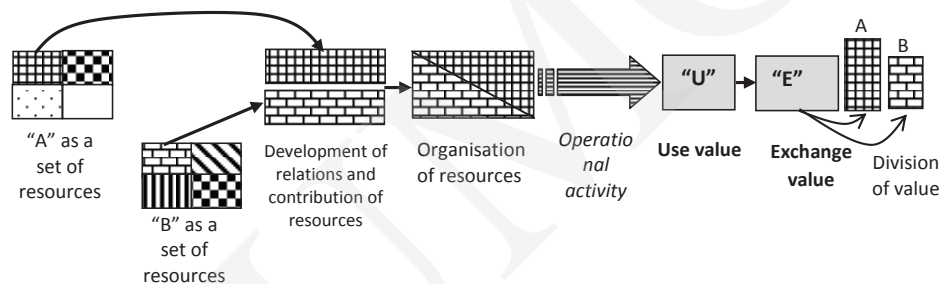 "A" as a
set of
resources
"B" as a
set of
resources
Development of
relations and
contribution of
resources
Organisation
of resources
Operatio
nal
activity
"U"
Use value
"E"
Exchange
value
A
B
Division
of value